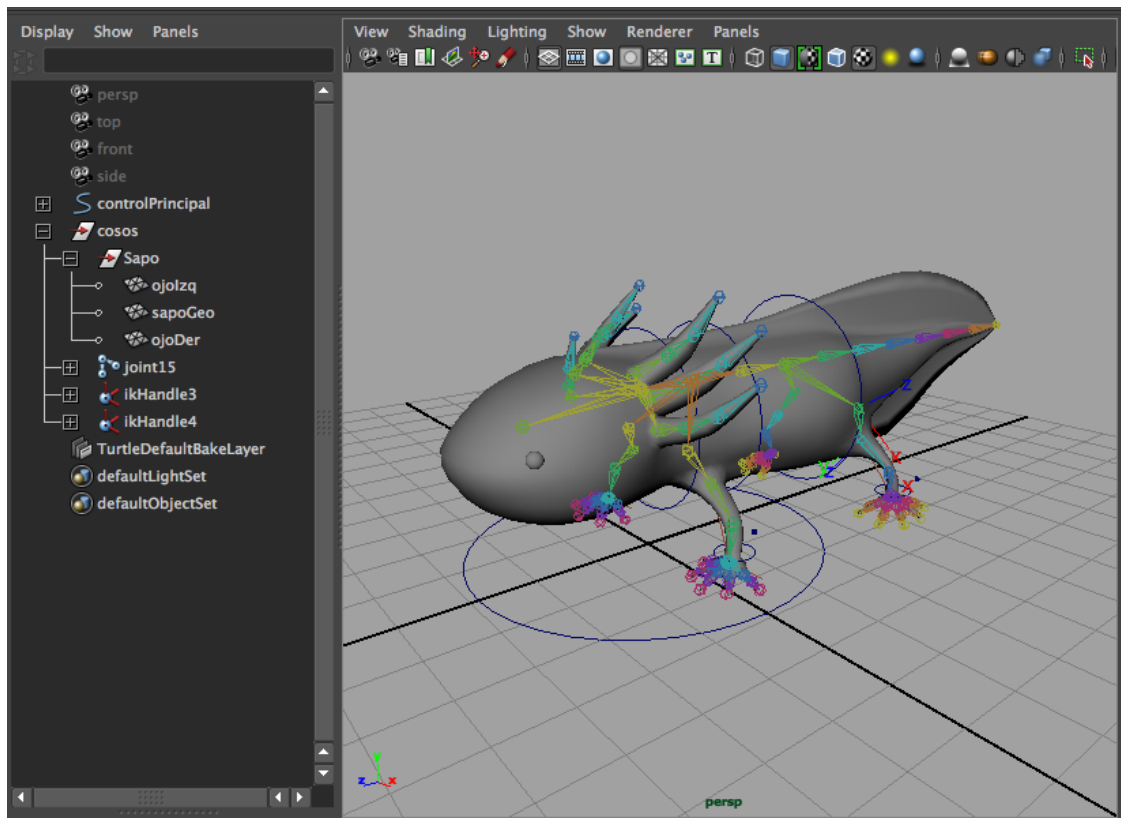 Display Show Panels
View Shading Lighting Show Renderer Panels
T
persp
top
front
side
controlPrincipal
cosos
Sapo
ojoIzq
sapoGeo
ojoDer
joint15
ikHandle3
ikHandle4
TurtleDefaultBakeLayer
defaultLightSet
defaultObjectSet
Z
X
Y
Z
X
Y
Z
X
persp